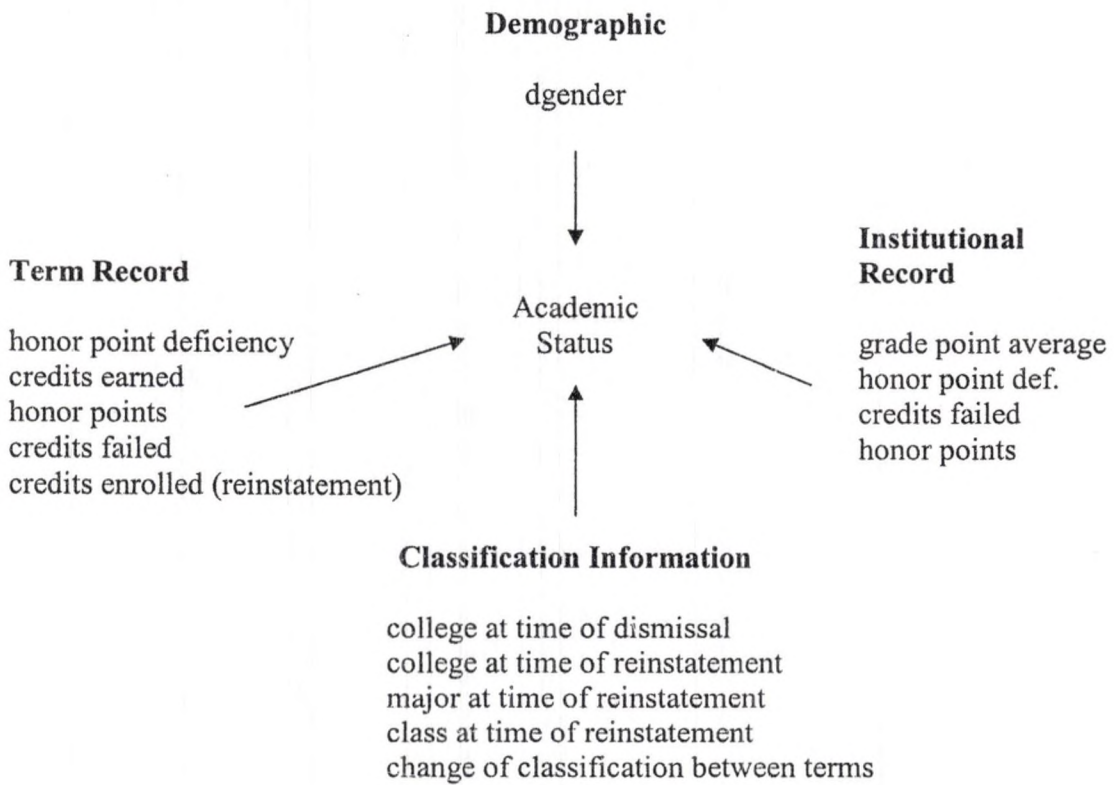 Demographic
dgender
Term Record
honor point deficiency
credits earned
honor points
credits failed
credits enrolled (reinstatement)
Academic
Status
Institutional
Record
grade point average
honor point def.
credits failed
honor points
Classification Information
college at time of dismissal
college at time of reinstatement
major at time of reinstatement
class at time of reinstatement
change of classification between terms